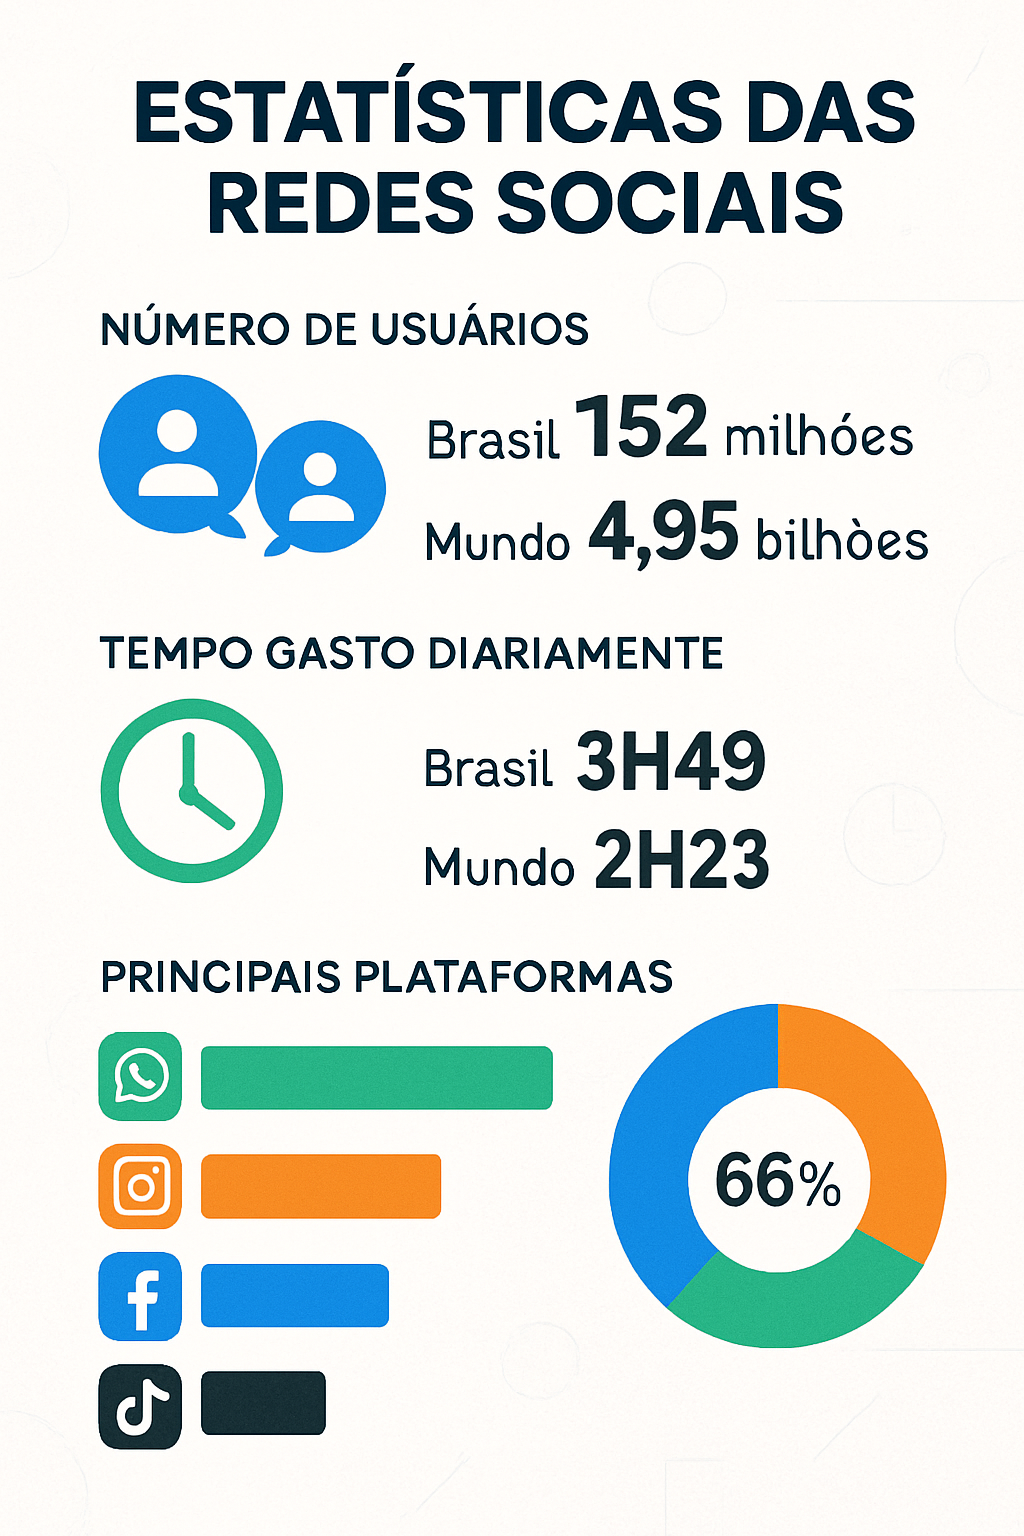 ESTATÍSTICAS DAS
REDES SOCIAIS
NÚMERO DE USUÁRIOS
Brasil 152 milhóes
Mundo 4,95 bilhòes
TEMPO GASTO DIARIAMENTE
Brasil 3H49
Mundo 2H23
PRINCIPAIS PLATAFORMAS
66%